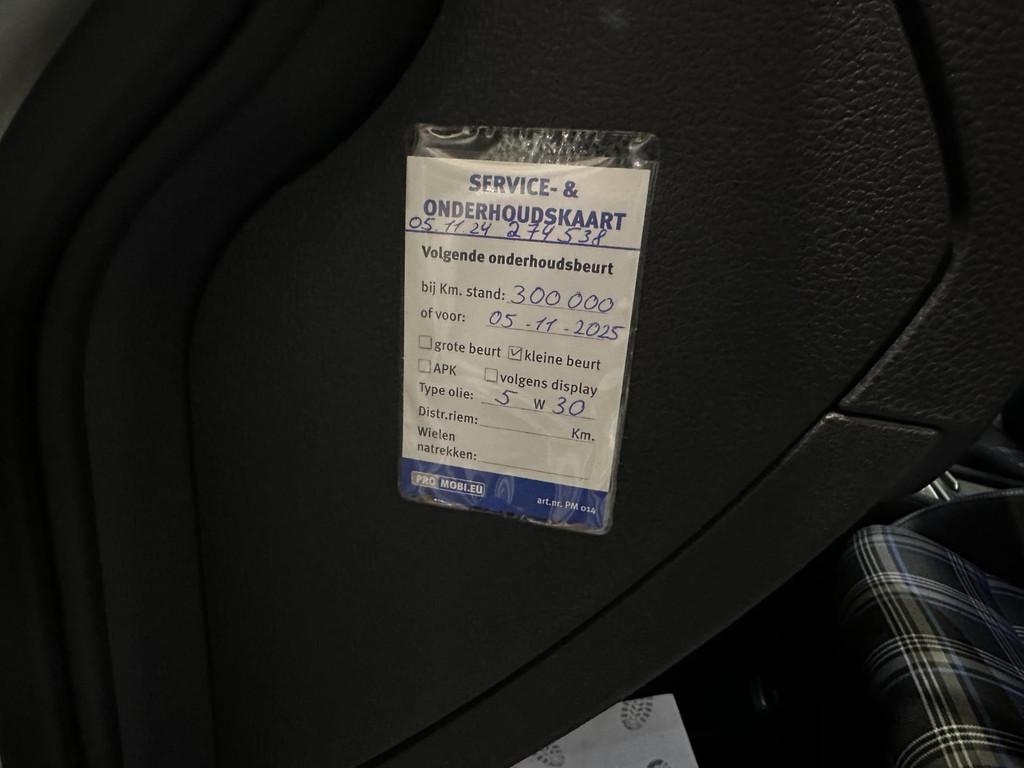 SERVICE- &
ONDERHOUDSKAART
05.11.24 274538
Volgende onderhoudsbeurt
bij Km. stand: 300 000
of voor: 05-11-2025
grote beurt kleine beurt
APK volgens display
Type olie: 5 W 30
Distr.riem: Km.
Wielen
natrekken:
PRO MOBI.EU art.nr. PM 014